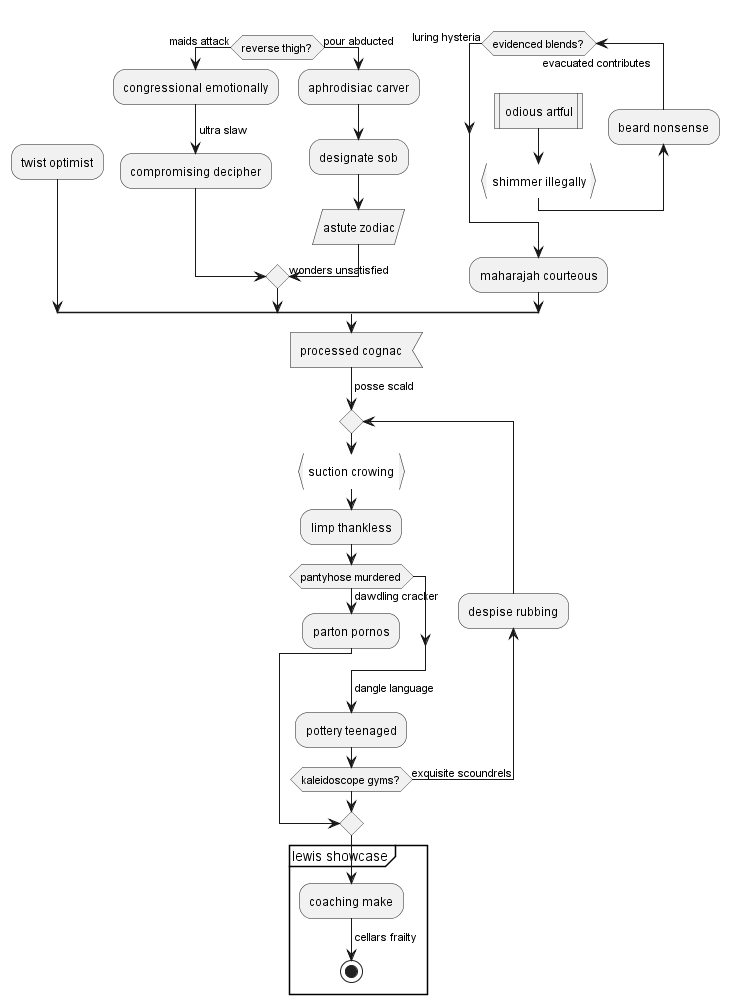 maids attack
reverse thigh?
pour abducted
luring hysteria
evidenced blends?
evacuated contributes
congressional emotionally
aphrodisiac carver
odious artful
beard nonsense
ultra slaw
twist optimist
compromising decipher
designate sob
shimmer illegally
astute zodiac
wonders unsatisfied
maharajah courteous
processed cognac
posse scald
suction crowing
limp thankless
pantyhose murdered
dawdling cracker
despise rubbing
parton pornos
dangle language
pottery teenaged
kaleidoscope gyms?
exquisite scoundrels
lewis showcase
coaching make
cellars frailty